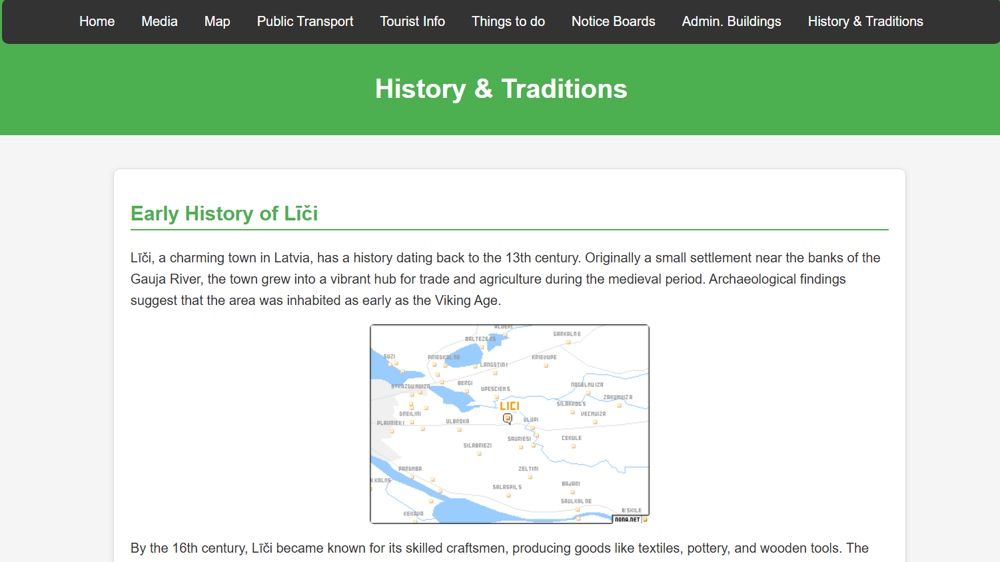 Home Media Map Public Transport Tourist Info Things to do Notice Boards Admin. Buildings History & Traditions
History & Traditions
Early History of Līči
Līči, a charming town in Latvia, has a history dating back to the 13th century. Originally a small settlement near the banks of the
Gauja River, the town grew into a vibrant hub for trade and agriculture during the medieval period. Archaeological findings
suggest that the area was inhabited as early as the Viking Age.
ALDERI
GARKALNE
BALTEZERS
SUZI
PRIEDKALNE
KRIEVUPE
LANGSTINI
BERGI
STRAZDUMUIZA
UPESCIEMS
NAGELMUIZA
ZAKUMUIZA
LICI
SILAKROGS
DREILINI
VECMUIZA
PLAVNIEKI
ULBROKA
ULUPI
SAURIESI
CEKULE
SILABRIEZI
PARUMBA
ZELTINI
KKALNS
SALASPILS
BAJARI
SAULKALNE
KEKAVA
IKSKILE
NONA.NET
By the 16th century, Līči became known for its skilled craftsmen, producing goods like textiles, pottery, and wooden tools. The